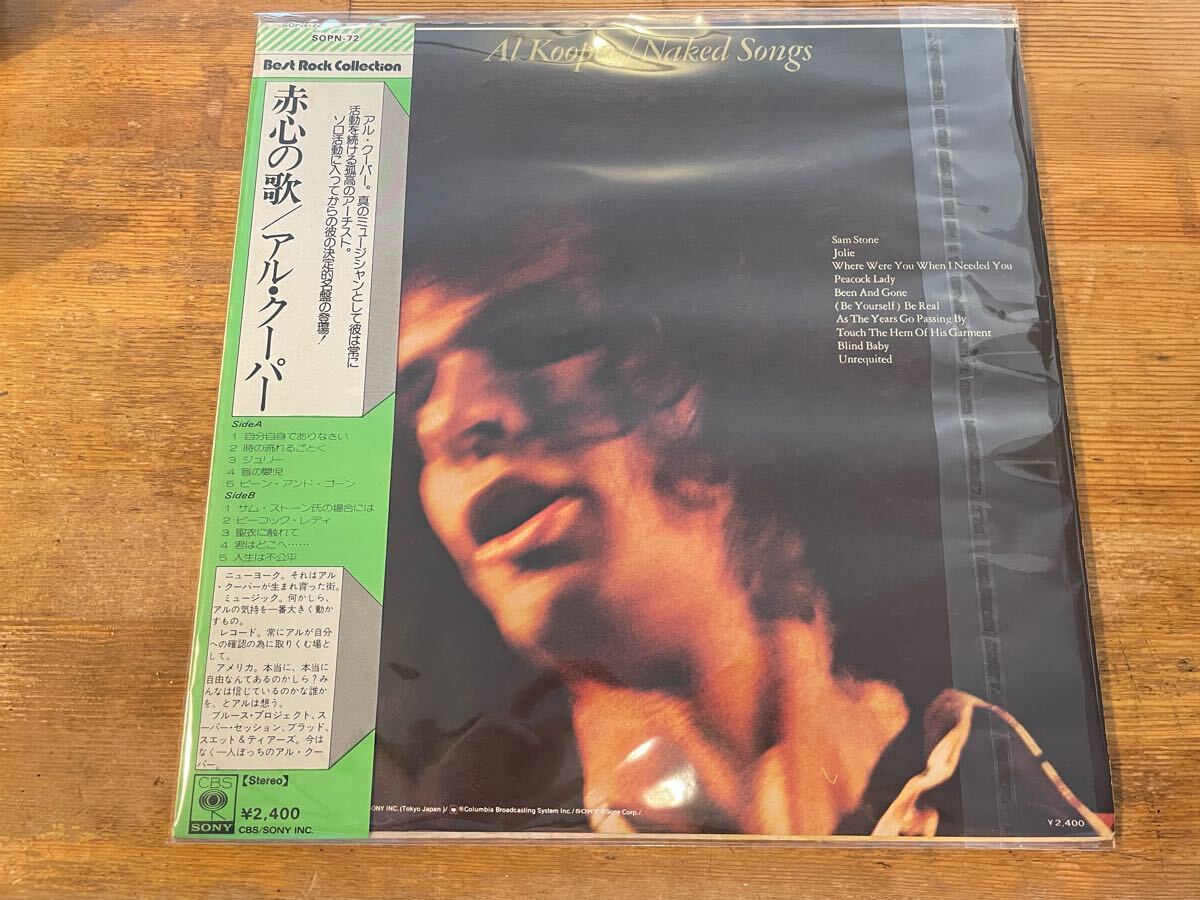 SOPN-72
SOPN-72
Best Rock Collection
赤心の歌/アル・クーパー
アル・クーパー。真のミュージシャンとして彼は常に
活動を続ける孤高のアーチスト。
ソロ活動に入ってからの彼の決定的名盤の登場!
SideA
1 自分自身でありなさい
2 時の流れるごとく
3 ジョリー
4 盲の嬰児
5 ビーン・アンド・ゴーン
SideB
1 サム・ストーン氏の場合には
2 ピーコック・レディ
3 聖衣に触れて
4 君はどこへ……
5 人生は不公平
ニューヨーク。それはアル
・クーパーが生まれ育った街。
ミュージック。何かしら、
アルの気持を一番大きく動か
すもの。
レコード。常にアルが自分
への確認の為に取りくむ場と
して。
アメリカ。本当に、本当に
自由なんてあるのかしら?み
んなは信じているのかな誰か
を、とアルは想う。
ブルース・プロジェクト、ス
ーパー・セッション、ブラッド、
スエット&ティアーズ。今は
なく一人ぼっちのアル・クー
パー。
CBS
SONY
【Stereo】
¥2,400
CBS/SONY INC.
Al Kooper/Naked Songs
Sam Stone
Jolie
Where Were You When I Needed You
Peacock Lady
Been And Gone
(Be Yourself) Be Real
As The Years Go Passing By
Touch The Hem Of His Garment
Blind Baby
Unrequited
ONY INC. (Tokyo Japan)/ ®Columbia Broadcasting System Inc./SONY ®Sony Corp./
¥2,400